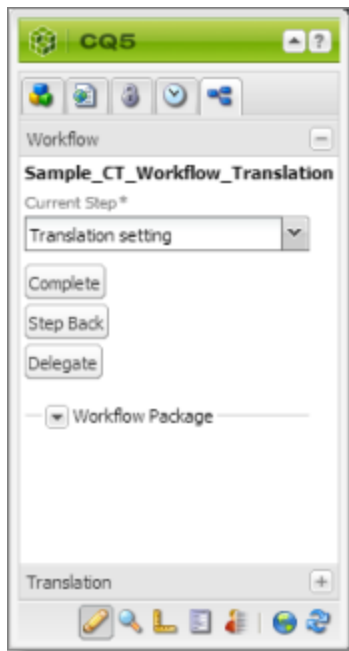 CQ5
?
Workflow
Sample_CT_Workflow_Translation
Current Step*
Translation setting
Complete
Step Back
Delegate
Workflow Package
Translation